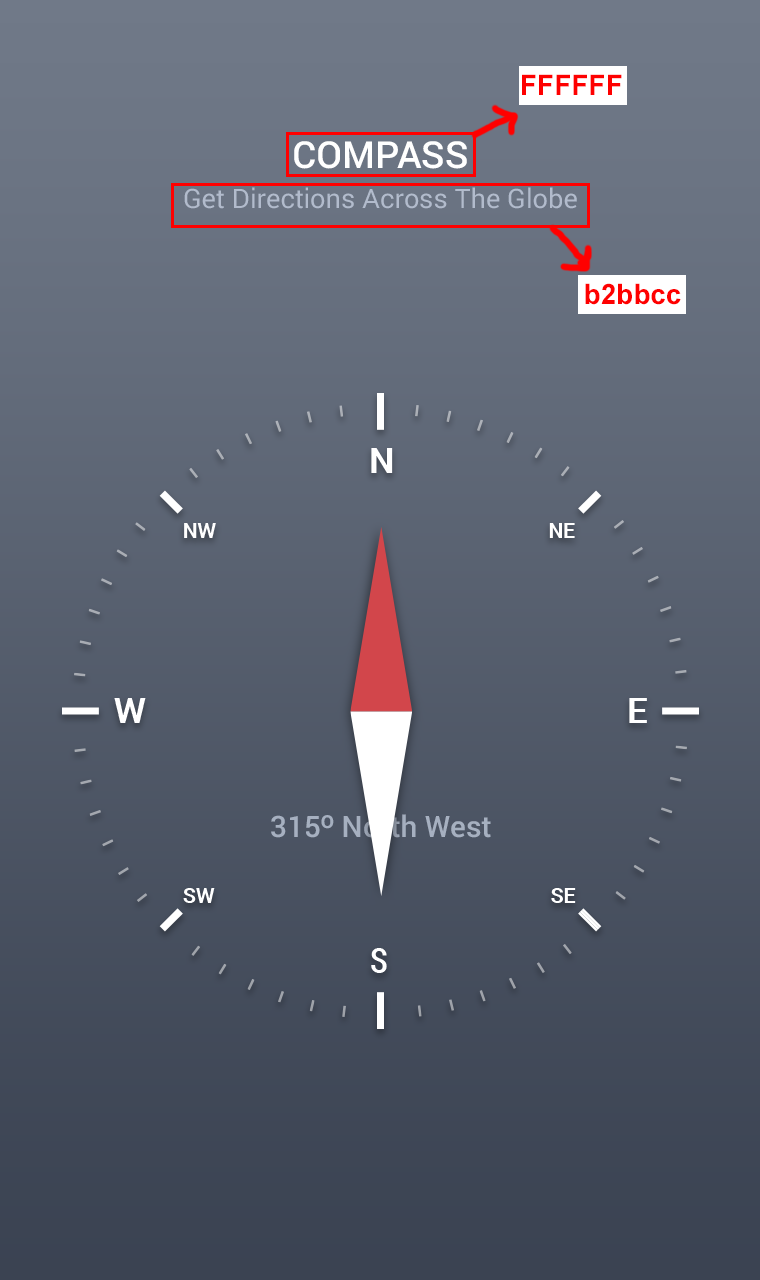 FFFFFF
COMPASS
Get Directions Across The Globe
b2bbcc
N
NW
NE
W
E
315º North West
SW
SE
S